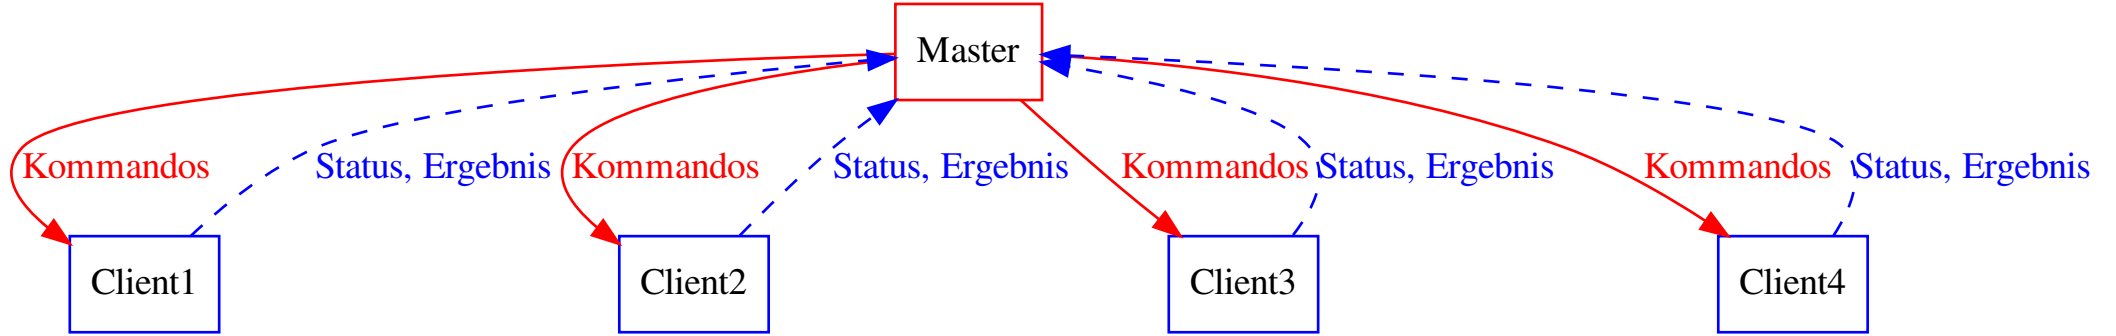 Master
Kommandos
Status, Ergebnis
Kommandos
Status, Ergebnis
Kommandos
Status, Ergebnis
Kommandos
Status, Ergebnis
Client1
Client2
Client3
Client4